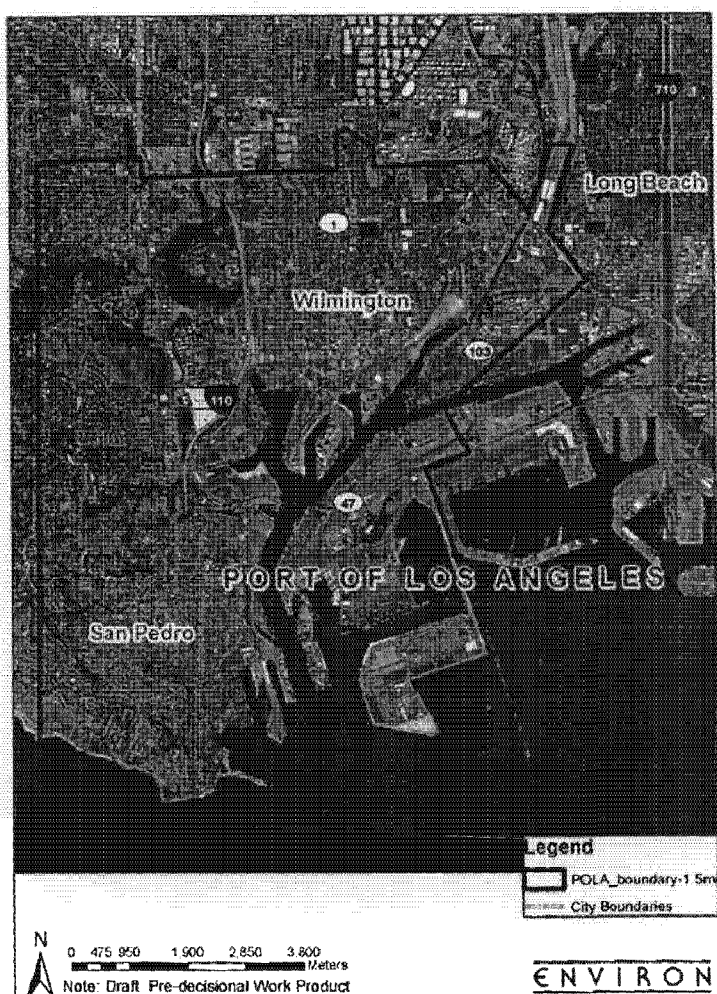 710
Long Beach
1
Wilmington
103
110
47
PORT OF LOS ANGELES
San Pedro
Legend
POLA_boundary-1.5m
City Boundaries
N
0 475 950 1,900 2,850 3,800
Meters
Note: Draft Pre-decisional Work Product
ENVIRON